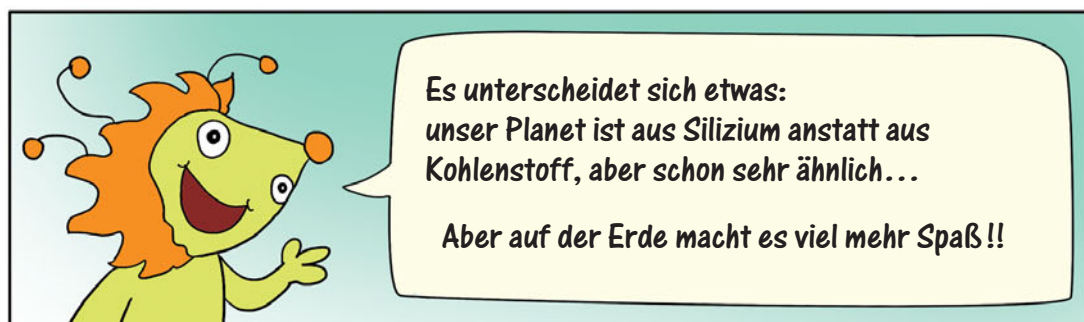 Es unterscheidet sich etwas:
unser Planet ist aus Silizium anstatt aus
Kohlenstoff, aber schon sehr ähnlich...
Aber auf der Erde macht es viel mehr Spaß!!